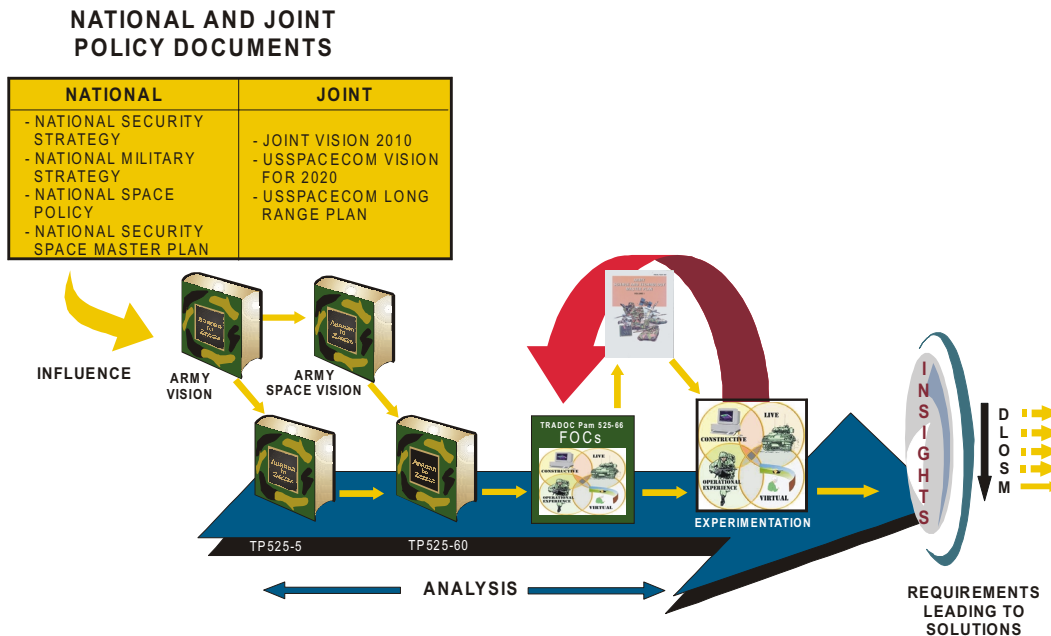 NATIONAL AND JOINT
POLICY DOCUMENTS
NATIONAL
- NATIONAL SECURITY
STRATEGY
- NATIONAL MILITARY
STRATEGY
- NATIONAL SPACE
POLICY
- NATIONAL SECURITY
SPACE MASTER PLAN
JOINT
- JOINT VISION 2010
- USSPACECOM VISION
FOR 2020
- USSPACECOM LONG
RANGE PLAN
INFLUENCE
ARMY
VISION
ARMY
SPACE VISION
TRADOC Pam 525-66
FOCs
CONSTRUCTIVE
LIVE
OPERATIONAL
EXPERIENCE
VIRTUAL
CONSTRUCTIVE
LIVE
OPERATIONAL
EXPERIENCE
VIRTUAL
EXPERIMENTATION
TP525-5
TP525-60
ANALYSIS
INSIGHTS
D
L
O
S
M
REQUIREMENTS
LEADING TO
SOLUTIONS